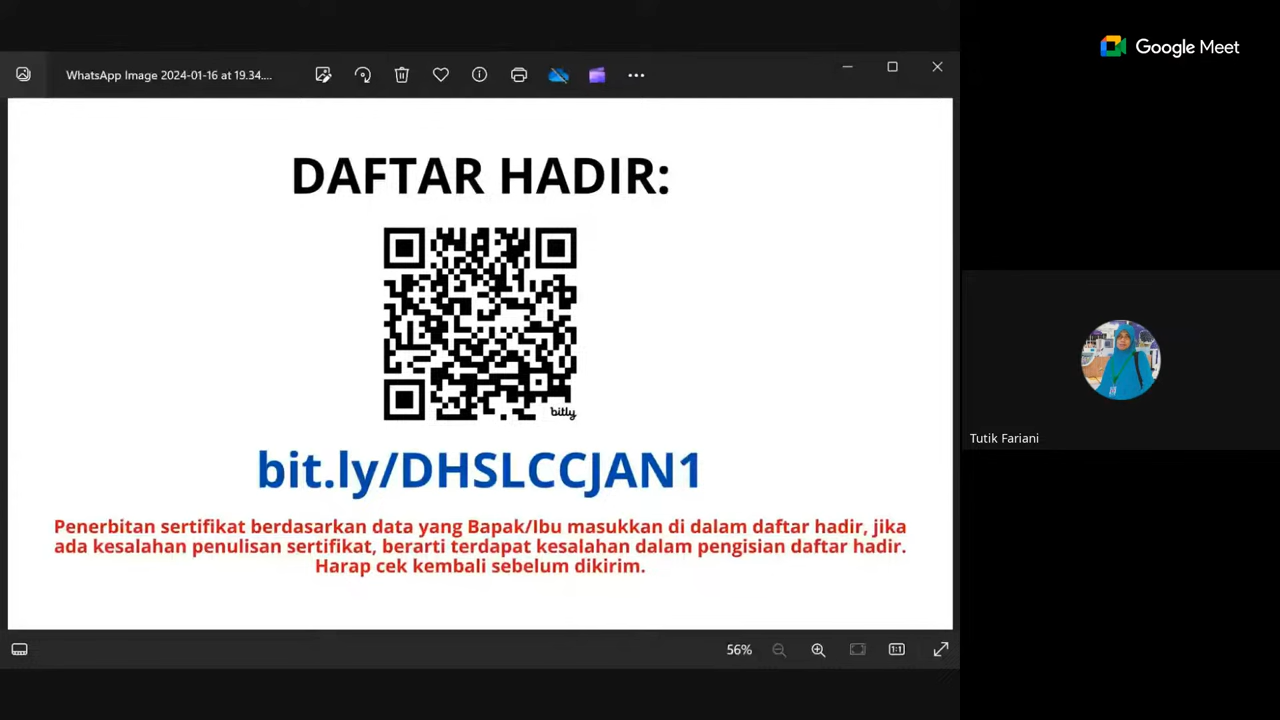 Google Meet
WhatsApp Image 2024-01-16 at 19.34....
DAFTAR HADIR:
bitly
bit.ly/DHSLCCJAN1
Penerbitan sertifikat berdasarkan data yang Bapak/Ibu masukkan di dalam daftar hadir, jika
ada kesalahan penulisan sertifikat, berarti terdapat kesalahan dalam pengisian daftar hadir.
Harap cek kembali sebelum dikirim.
Tutik Fariani
56%
1:1